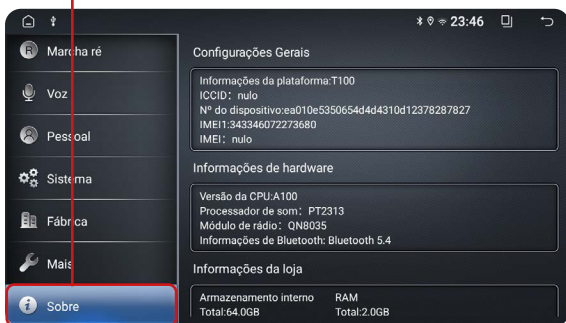 23:46
R
Marcha ré
Voz
Pessoal
Sistema
Fábrica
Mais
Sobre
Configurações Gerais
Informações da plataforma:T100
ICCID: nulo
Nº do dispositivo:ea010e5350654d4d4310d12378287827
IMEI1:343346072273680
IMEI: nulo
Informações de hardware
Versão da CPU:A100
Processador de som: PT2313
Módulo de rádio: QN8035
Informações de Bluetooth: Bluetooth 5.4
Informações da loja
Armazenamento interno RAM
Total:64.0GB Total:2.0GB